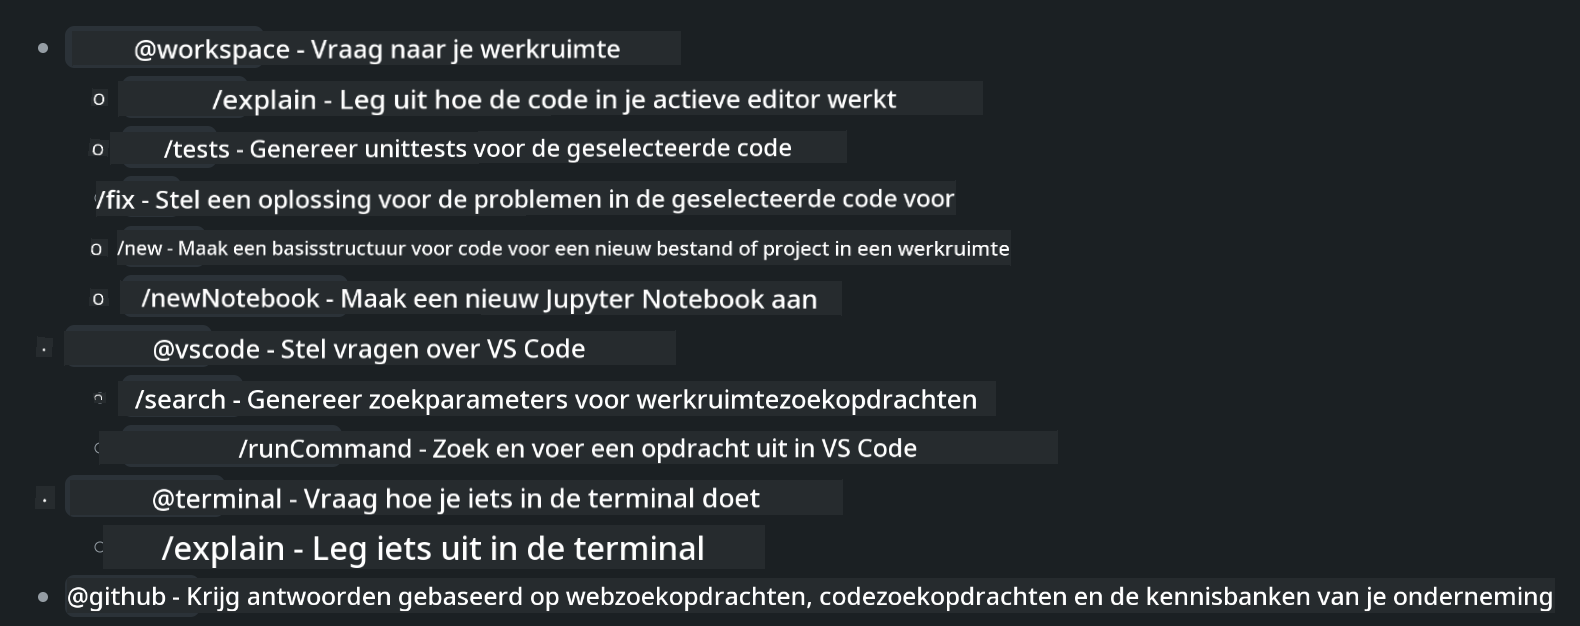 @workspace - Vraag naar je werkruimte
/explain - Leg uit hoe de code in je actieve editor werkt
/tests - Genereer unittests voor de geselecteerde code
/fix - Stel een oplossing voor de problemen in de geselecteerde code voor
/new - Maak een basisstructuur voor code voor een nieuw bestand of project in een werkruimte
/newNotebook - Maak een nieuw Jupyter Notebook aan
@vscode - Stel vragen over VS Code
/search - Genereer zoekparameters voor werkruimtezoekopdrachten
/runCommand - Zoek en voer een opdracht uit in VS Code
@terminal - Vraag hoe je iets in de terminal doet
/explain - Leg iets uit in de terminal
@github - Krijg antwoorden gebaseerd op webzoekopdrachten, codezoekopdrachten en de kennisbanken van je onderneming